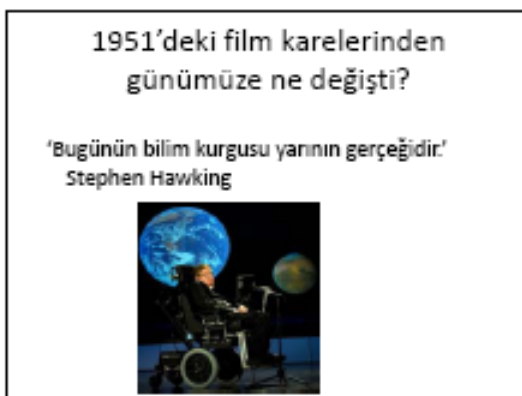 1951’deki film karelerinden
günümüze ne değişti?
‘Bugünün bilim kurgusu yarının gerçeğidir.’
Stephen Hawking